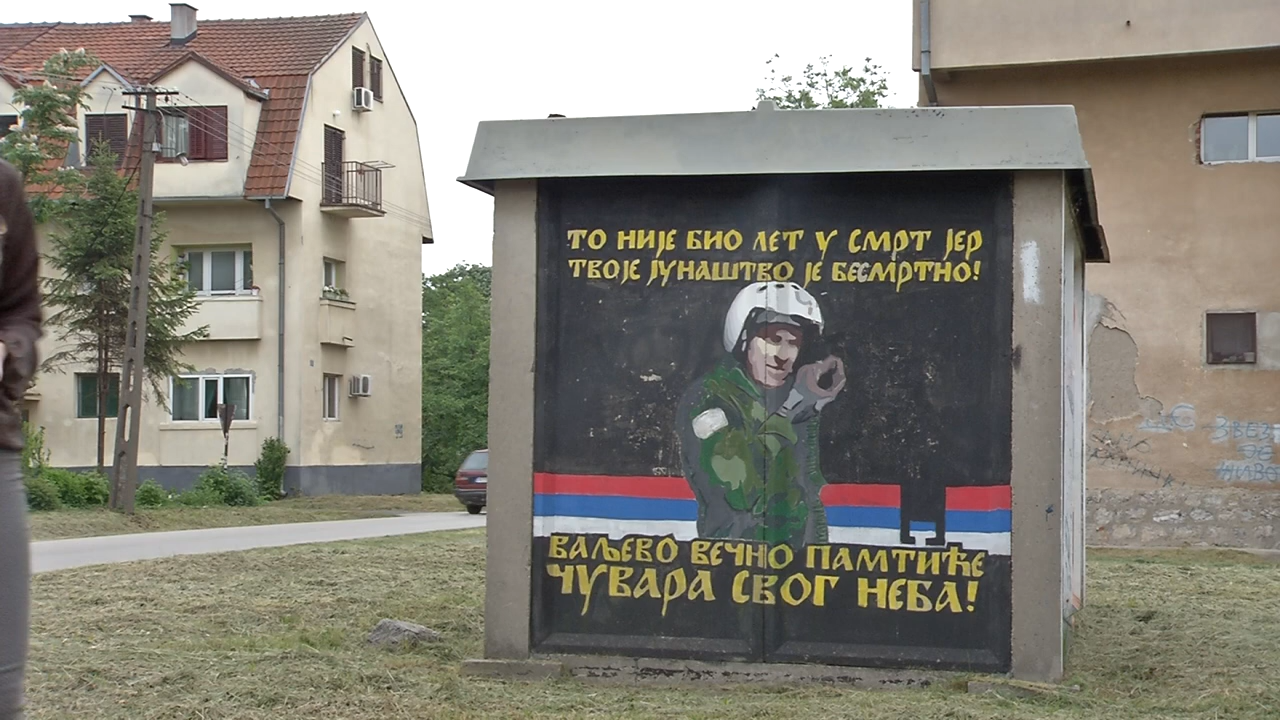 ТО НИЈЕ БИО ЛЕТ У СМРТ ЈЕР
ТВОЈЕ ЈУНАШТВО ЈЕ БЕСМРТНО!
ВАЉЕВО ВЕЧНО ПАМТИЋЕ
ЧУВАРА СВОГ НЕБА!